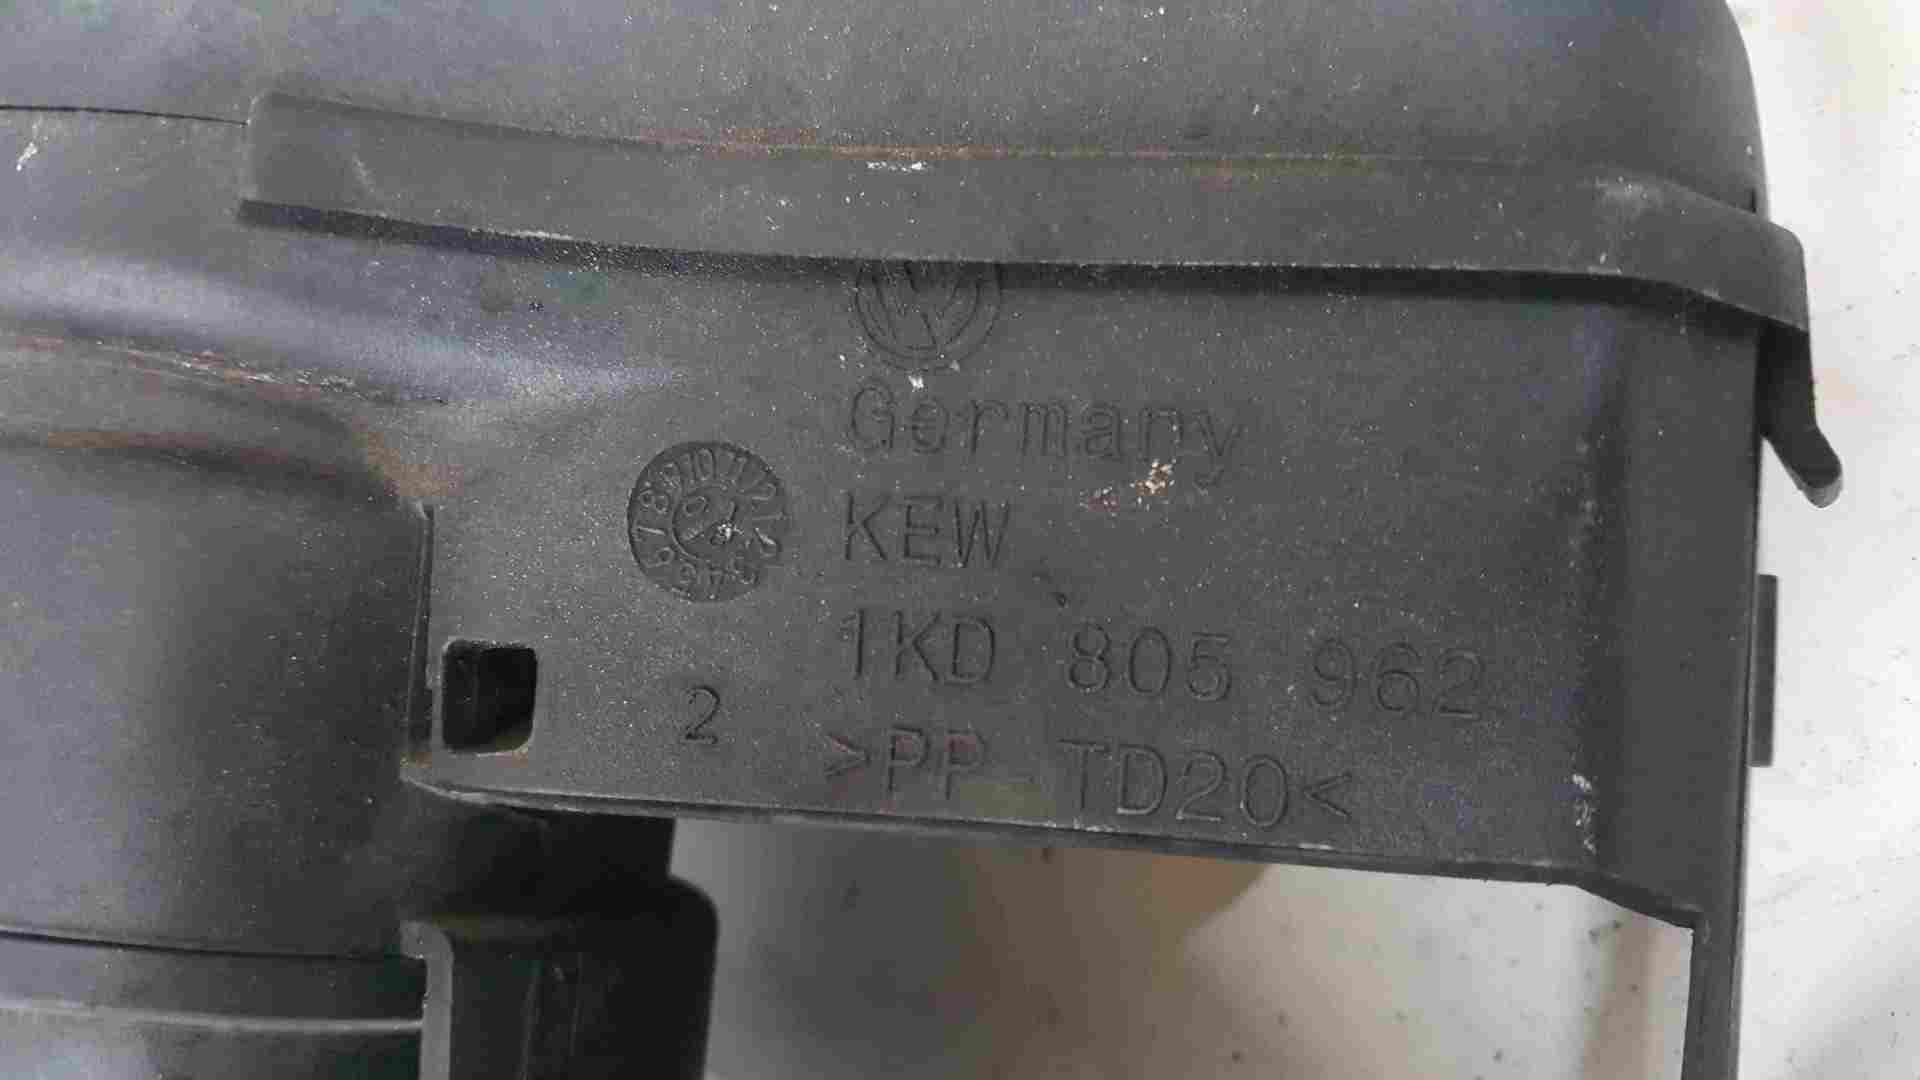 Germany
KEW
1KD 805 962
2
>PP-TD20<